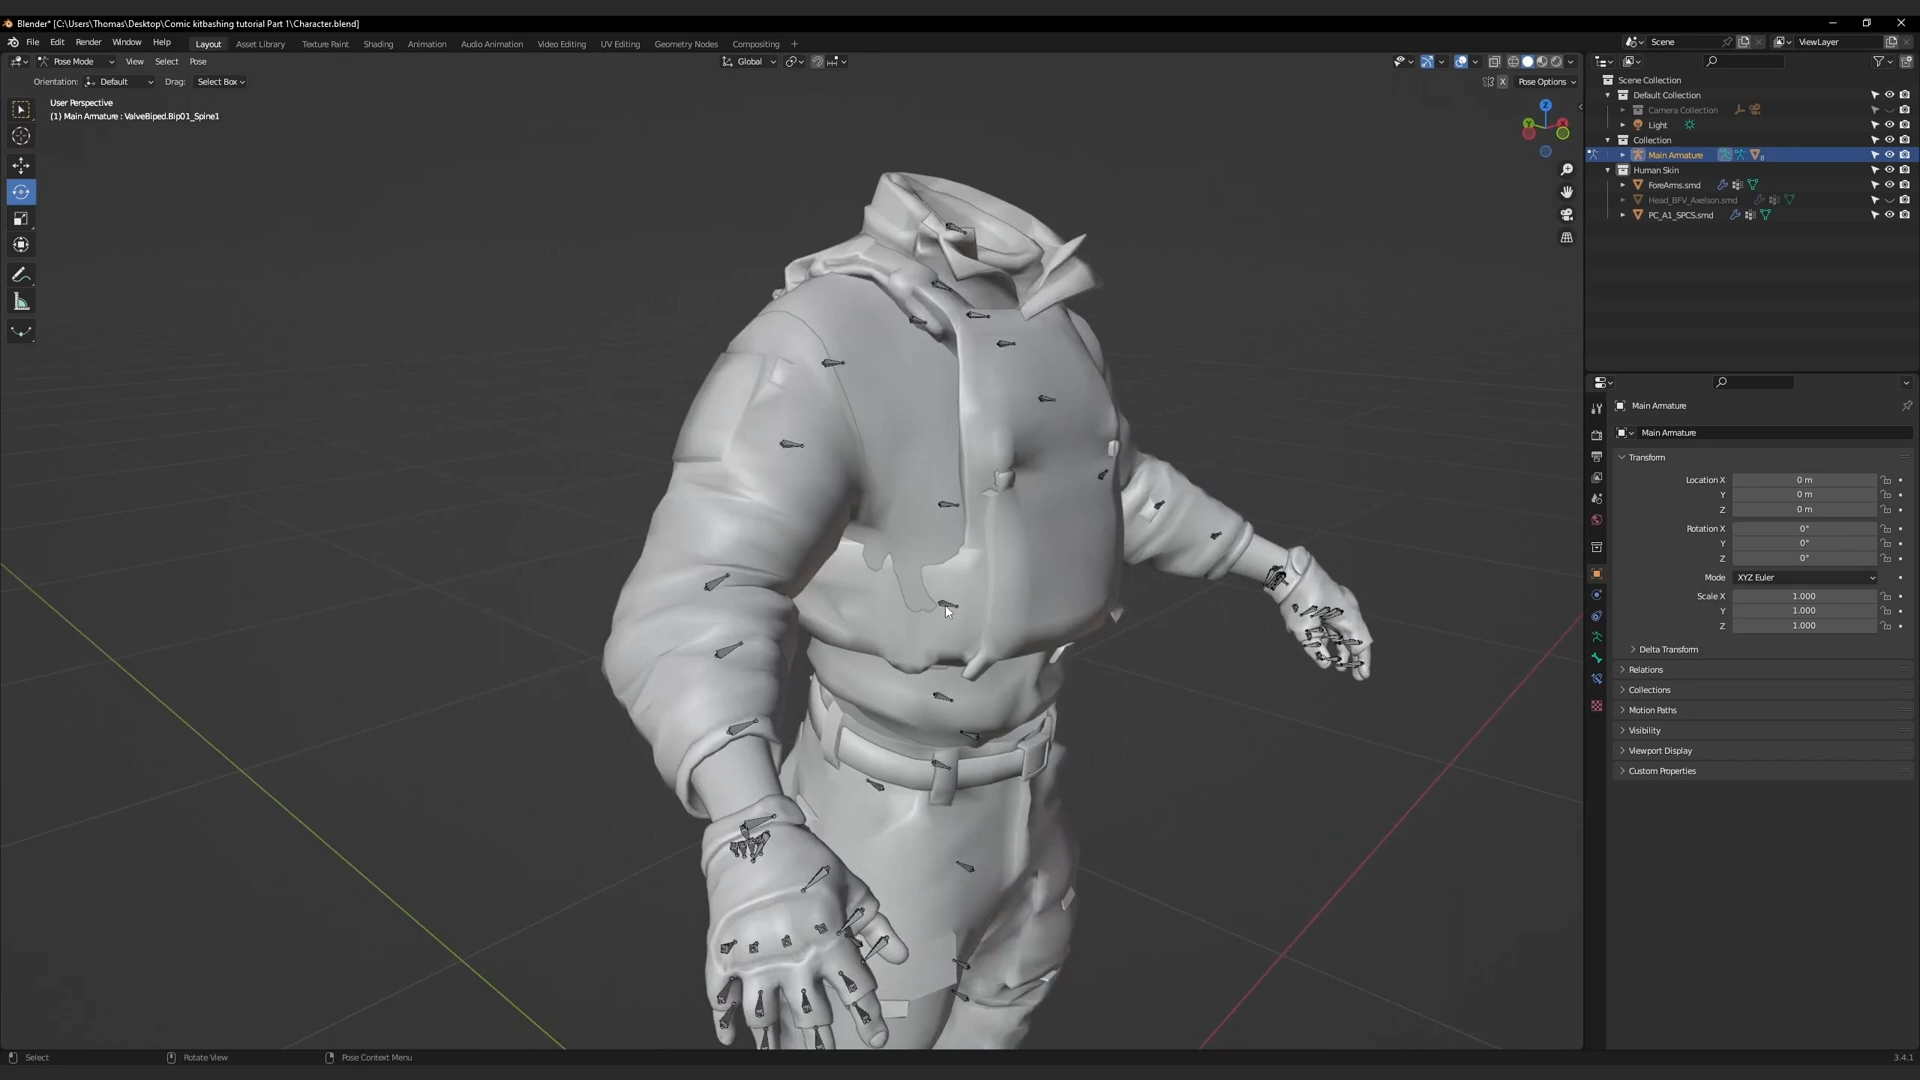 Blender* [C:\Users\Thomas\Desktop\Comic kitbashing tutorial Part 1\Character.blend]
File Edit Render Window Help Layout Asset Library Texture Paint Shading Animation Audio Animation Video Editing UV Editing Geometry Nodes Compositing + Scene ViewLayer
Pose Mode View Select Pose Global
Orientation: Default Drag: Select Box X Pose Options
User Perspective
(1) Main Armature : ValveBiped.Bip01_Spine1
Z
Y
X
Scene Collection
Default Collection
Camera Collection
Light
Collection
Main Armature 8
Human Skin
ForeArms.smd
Head_BFV_Axelson.smd
PC_A1_SPCS.smd
Main Armature
Main Armature
Transform
Location X 0 m
Y 0 m
Z 0 m
Rotation X 0°
Y 0°
Z 0°
Mode XYZ Euler
Scale X 1.000
Y 1.000
Z 1.000
Delta Transform
Relations
Collections
Motion Paths
Visibility
Viewport Display
Custom Properties
Select Rotate View Pose Context Menu 3.4.1